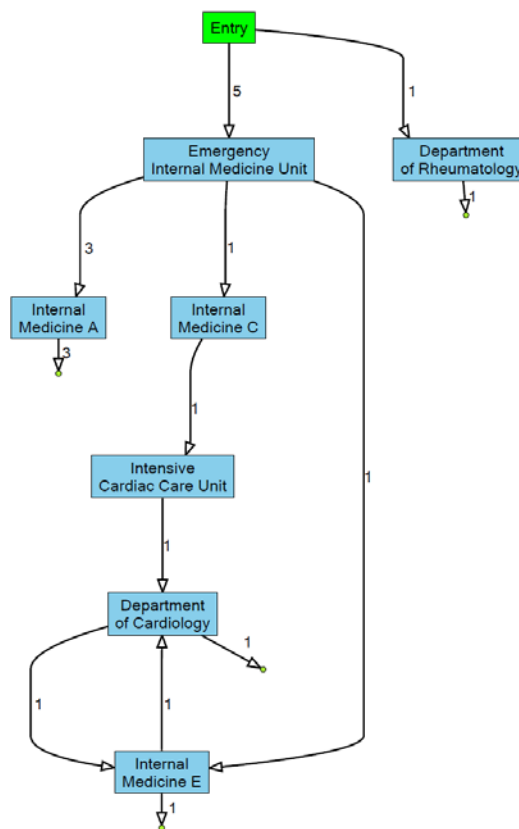 Entry
5
1
Emergency
Internal Medicine Unit
Department
of Rheumatology
1
3
1
Internal
Medicine A
Internal
Medicine C
3
1
Intensive
Cardiac Care Unit
1
1
Department
of Cardiology
1
1
1
Internal
Medicine E
1